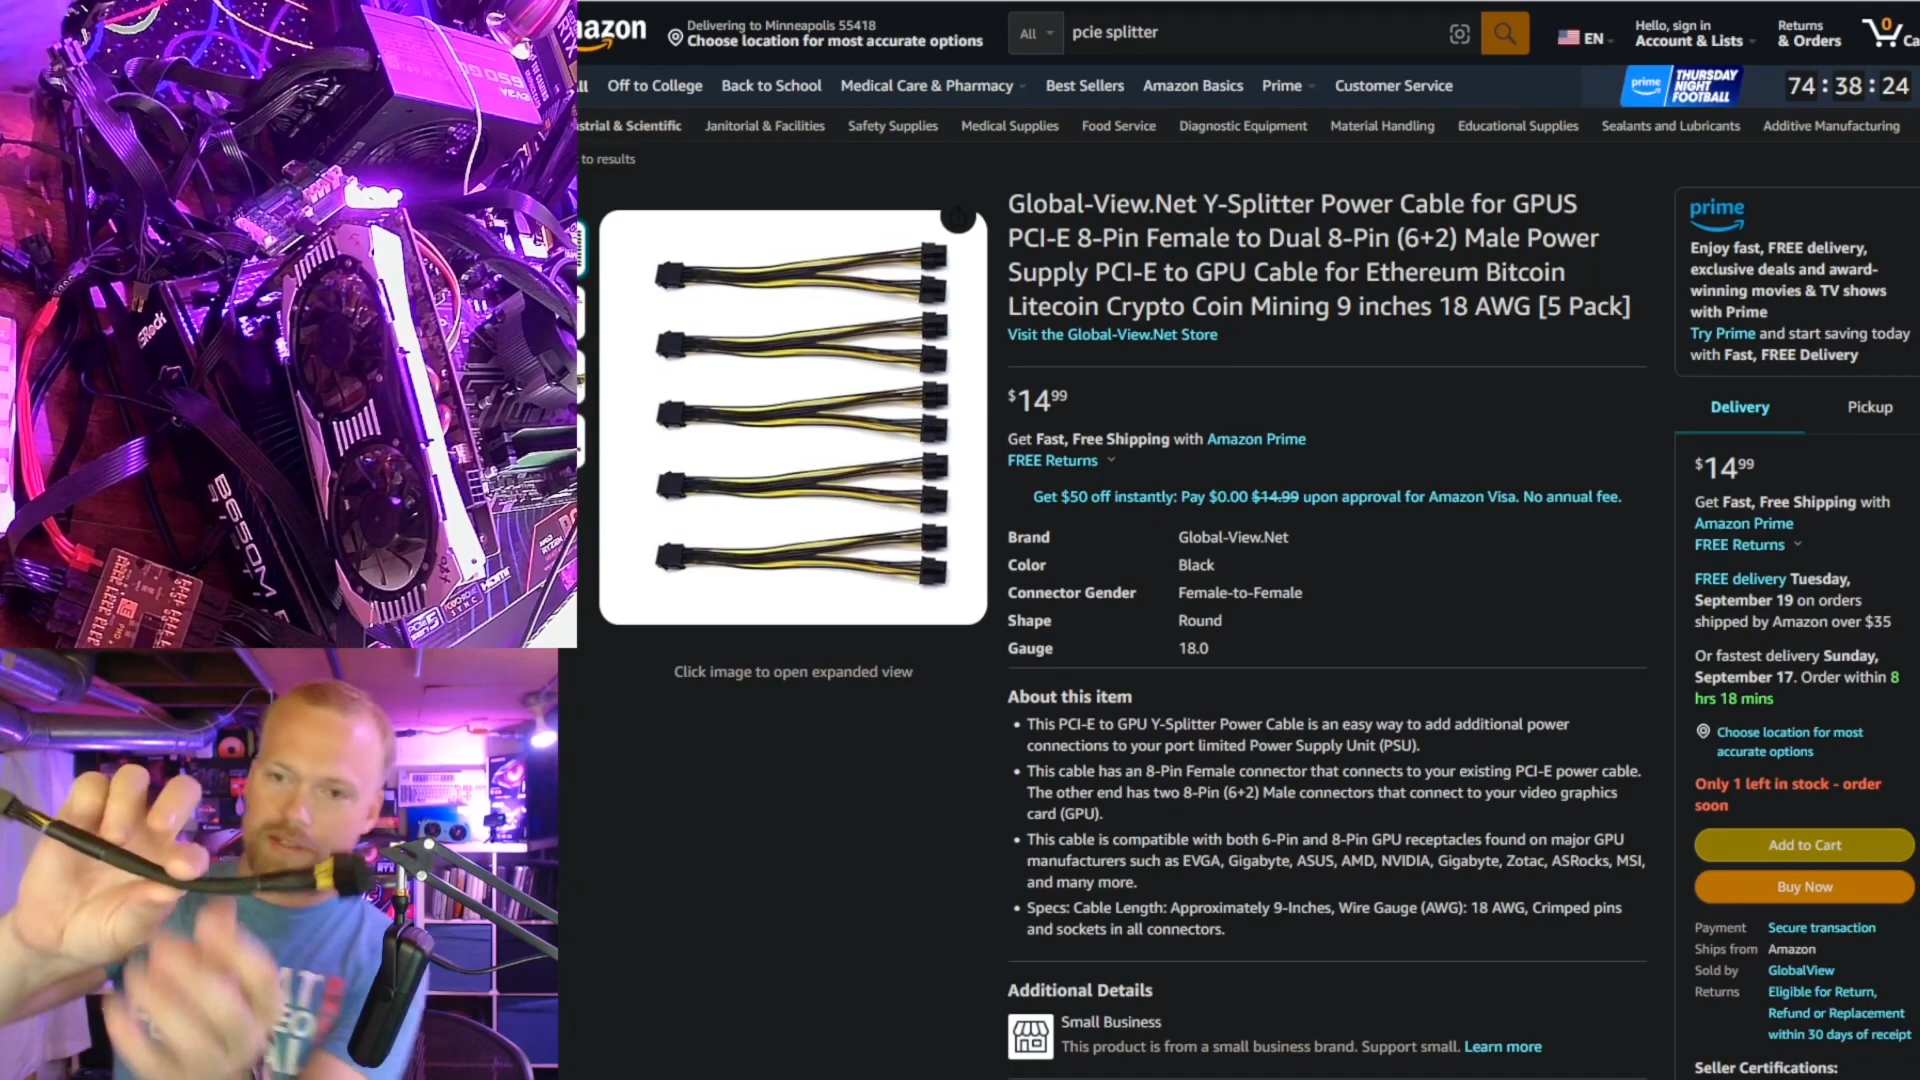 azon
Delivering to Minneapolis 55418
Choose location for most accurate options
All
pcie splitter
EN
Hello, sign in
Account & Lists
Returns
& Orders
0
Ca
ll
Off to College
Back to School
Medical Care & Pharmacy
Best Sellers
Amazon Basics
Prime
Customer Service
prime
THURSDAY
NIGHT
FOOTBALL
74 : 38 : 24
strial & Scientific
Janitorial & Facilities
Safety Supplies
Medical Supplies
Food Service
Diagnostic Equipment
Material Handling
Educational Supplies
Sealants and Lubricants
Additive Manufacturing
to results
Click image to open expanded view
Global-View.Net Y-Splitter Power Cable for GPUS
PCI-E 8-Pin Female to Dual 8-Pin (6+2) Male Power
Supply PCI-E to GPU Cable for Ethereum Bitcoin
Litecoin Crypto Coin Mining 9 inches 18 AWG [5 Pack]
Visit the Global-View.Net Store
$14.99
Get Fast, Free Shipping with Amazon Prime
FREE Returns
Get $50 off instantly: Pay $0.00 $14.99 upon approval for Amazon Visa. No annual fee.
Brand Global-View.Net
Color Black
Connector Gender Female-to-Female
Shape Round
Gauge 18.0
About this item
• This PCI-E to GPU Y-Splitter Power Cable is an easy way to add additional power
connections to your port limited Power Supply Unit (PSU).
• This cable has an 8-Pin Female connector that connects to your existing PCI-E power cable.
The other end has two 8-Pin (6+2) Male connectors that connect to your video graphics
card (GPU).
• This cable is compatible with both 6-Pin and 8-Pin GPU receptacles found on major GPU
manufacturers such as EVGA, Gigabyte, ASUS, AMD, NVIDIA, Gigabyte, Zotac, ASRocks, MSI,
and many more.
• Specs: Cable Length: Approximately 9-Inches, Wire Gauge (AWG): 18 AWG, Crimped pins
and sockets in all connectors.
Additional Details
Small Business
This product is from a small business brand. Support small. Learn more
prime
Enjoy fast, FREE delivery,
exclusive deals and award-
winning movies & TV shows
with Prime
Try Prime and start saving today
with Fast, FREE Delivery
Delivery
Pickup
$14.99
Get Fast, Free Shipping with
Amazon Prime
FREE Returns
FREE delivery Tuesday,
September 19 on orders
shipped by Amazon over $35
Or fastest delivery Sunday,
September 17. Order within 8
hrs 18 mins
Choose location for most
accurate options
Only 1 left in stock - order
soon
Add to Cart
Buy Now
Payment Secure transaction
Ships from Amazon
Sold by GlobalView
Returns Eligible for Return,
Refund or Replacement
within 30 days of receipt
Seller Certifications:
650 GQ
SRock
B650M
HDMI
RTX